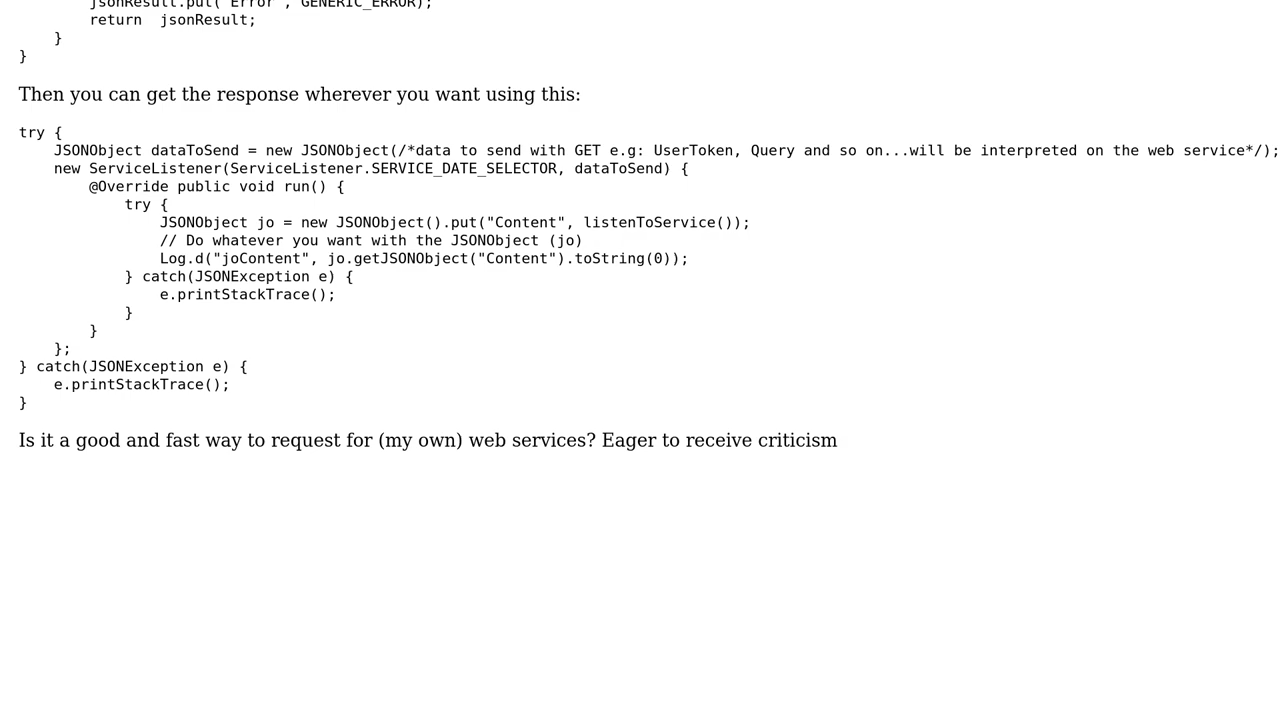 jsonResult.put("Error", GENERIC_ERROR);
        return  jsonResult;
    }
}
Then you can get the response wherever you want using this:
try {
    JSONObject dataToSend = new JSONObject(/*data to send with GET e.g: UserToken, Query and so on...will be interpreted on the web service*/);
    new ServiceListener(ServiceListener.SERVICE_DATE_SELECTOR, dataToSend) {
        @Override public void run() {
            try {
                JSONObject jo = new JSONObject().put("Content", listenToService());
                // Do whatever you want with the JSONObject (jo)
                Log.d("joContent", jo.getJSONObject("Content").toString(0));
            } catch(JSONException e) {
                e.printStackTrace();
            }
        }
    };
} catch(JSONException e) {
    e.printStackTrace();
}
Is it a good and fast way to request for (my own) web services? Eager to receive criticism